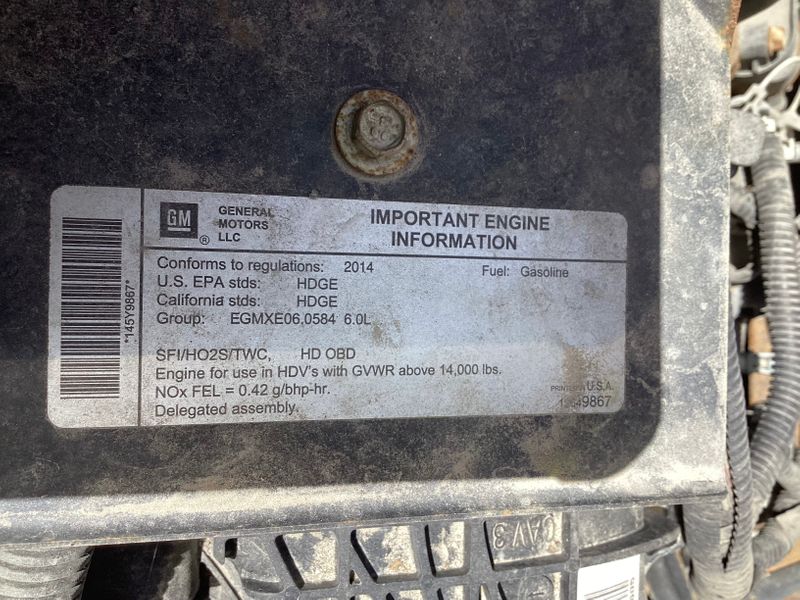 GM
®
GENERAL
MOTORS
LLC
IMPORTANT ENGINE
INFORMATION
Conforms to regulations: 2014 Fuel: Gasoline
U.S. EPA stds: HDGE
California stds: HDGE
Group: EGMXE06.0584 6.0L
SFI/HO2S/TWC, HD OBD
Engine for use in HDV's with GVWR above 14,000 lbs.
NOx FEL = 0.42 g/bhp-hr.
Delegated assembly.
PRINTED IN U.S.A.
*145Y9867*
CAV 3